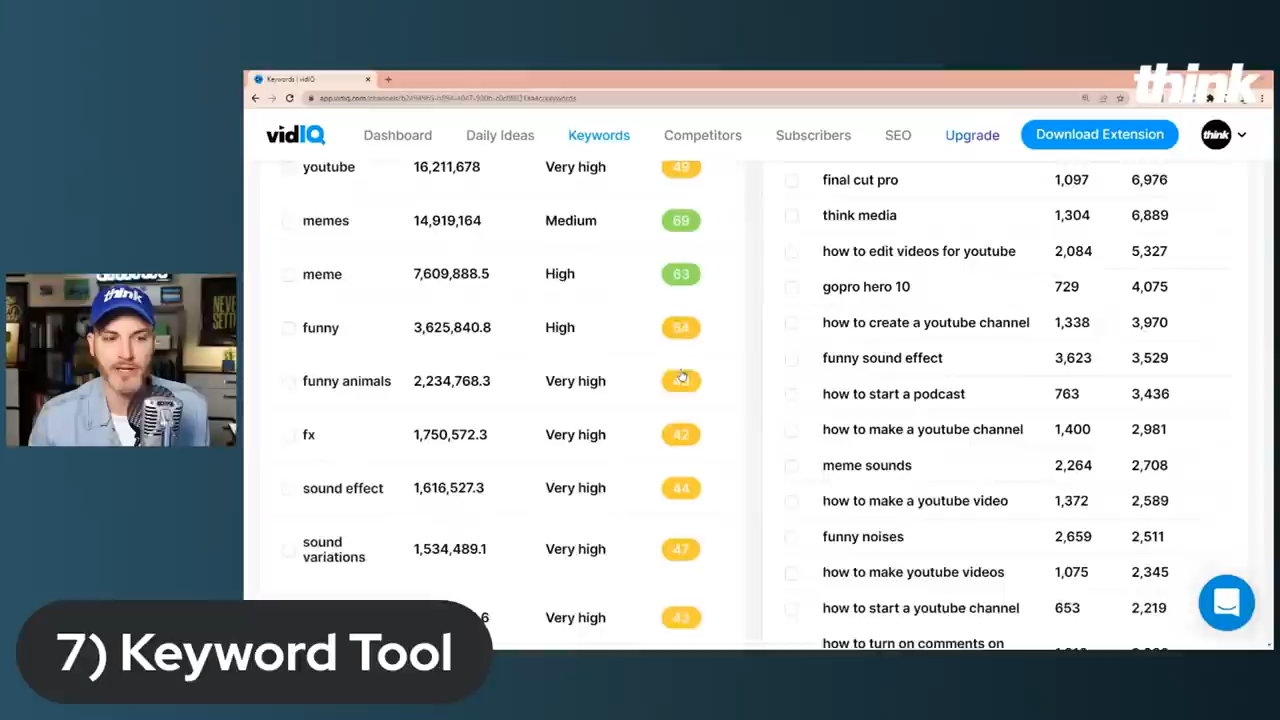 think
Keywords | vidIQ
vidIQ
Dashboard
Daily Ideas
Keywords
Competitors
Subscribers
SEO
Upgrade
Download Extension
think
youtube 16,211,678 Very high 49
memes 14,919,164 Medium 69
meme 7,609,888.5 High 63
funny 3,625,840.8 High 54
funny animals 2,234,768.3 Very high
fx 1,750,572.3 Very high 42
sound effect 1,616,527.3 Very high 44
sound
variations 1,534,489.1 Very high 47
6 Very high 43
final cut pro 1,097 6,976
think media 1,304 6,889
how to edit videos for youtube 2,084 5,327
gopro hero 10 729 4,075
how to create a youtube channel 1,338 3,970
funny sound effect 3,623 3,529
how to start a podcast 763 3,436
how to make a youtube channel 1,400 2,981
meme sounds 2,264 2,708
how to make a youtube video 1,372 2,589
funny noises 2,659 2,511
how to make youtube videos 1,075 2,345
how to start a youtube channel 653 2,219
how to turn on comments on
think
NEVER
SETT
7) Keyword Tool